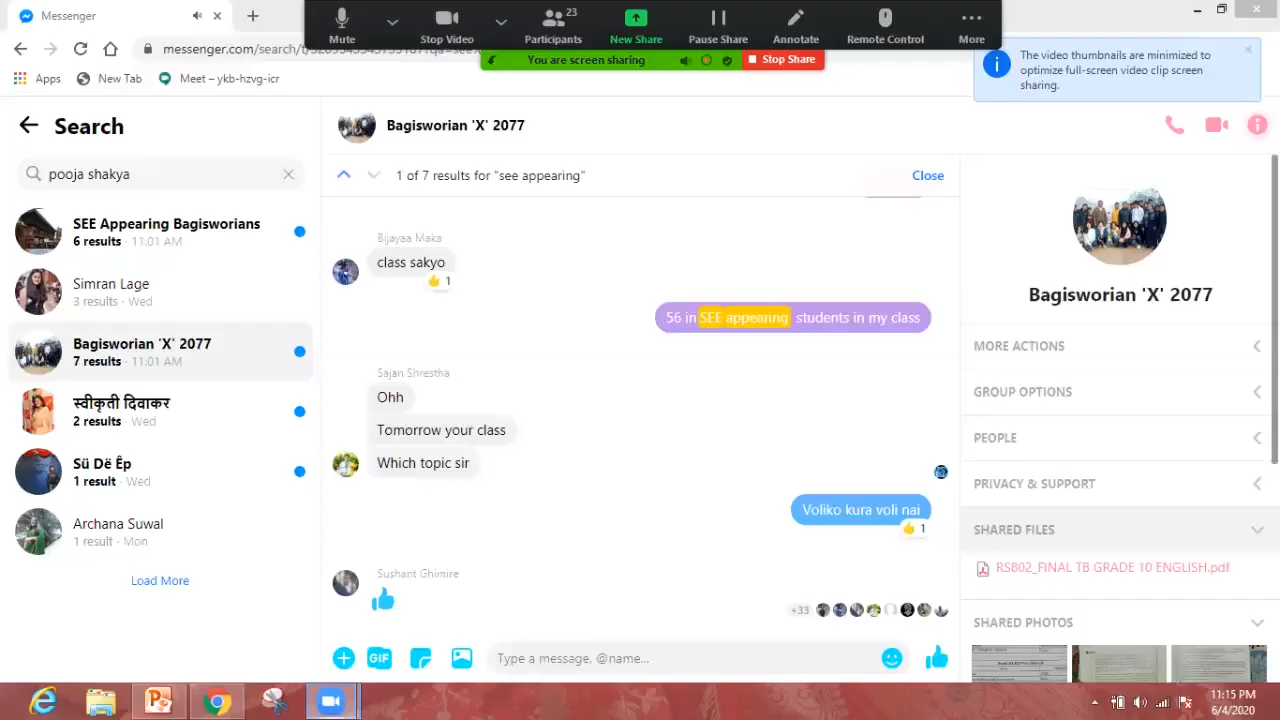 Messenger
Mute
Stop Video
23
Participants
New Share
Pause Share
Annotate
Remote Control
More
You are screen sharing
Stop Share
The video thumbnails are minimized to
optimize full-screen video clip screen
sharing.
Apps
New Tab
Meet – ykb-hzvg-icr
Search
pooja shakya
SEE Appearing Bagisworians
6 results · 11:01 AM
Simran Lage
3 results · Wed
Bagisworian 'X' 2077
7 results · 11:01 AM
स्वीकृती दिवाकर
2 results · Wed
Sü Dë Êp
1 result · Wed
Archana Suwal
1 result · Mon
Load More
Bagisworian 'X' 2077
1 of 7 results for "see appearing"
Close
Bijayaa Maka
class sakyo
1
56 in SEE appearing students in my class
Sajan Shrestha
Ohh
Tomorrow your class
Which topic sir
Voliko kura voli nai
1
Sushant Ghimire
+33
GIF
Type a message, @name...
Bagisworian 'X' 2077
MORE ACTIONS
GROUP OPTIONS
PEOPLE
PRIVACY & SUPPORT
SHARED FILES
RS802_FINAL TB GRADE 10 ENGLISH.pdf
SHARED PHOTOS
11:15 PM
6/4/2020